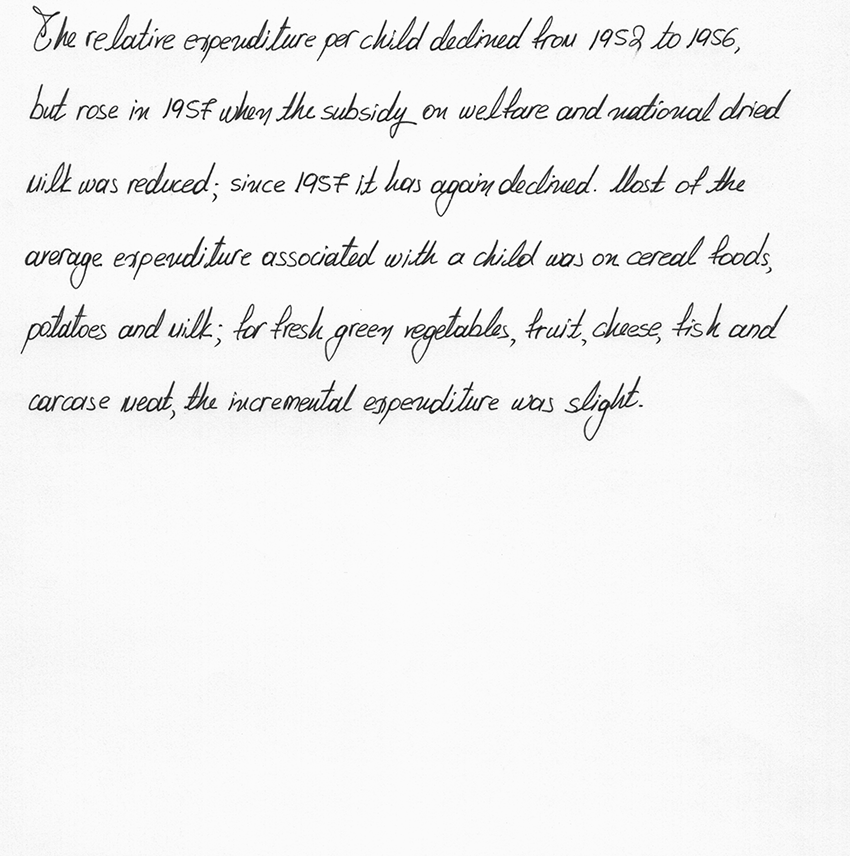 The relative expenditure per child declined from 1952 to 1956,
but rose in 1957 when the subsidy on welfare and national dried
milk was reduced; since 1957 it has again declined. Most of the
average expenditure associated with a child was on cereal foods,
potatoes and milk; for fresh green vegetables, fruit, cheese, fish and
carcase meat, the incremental expenditure was slight.